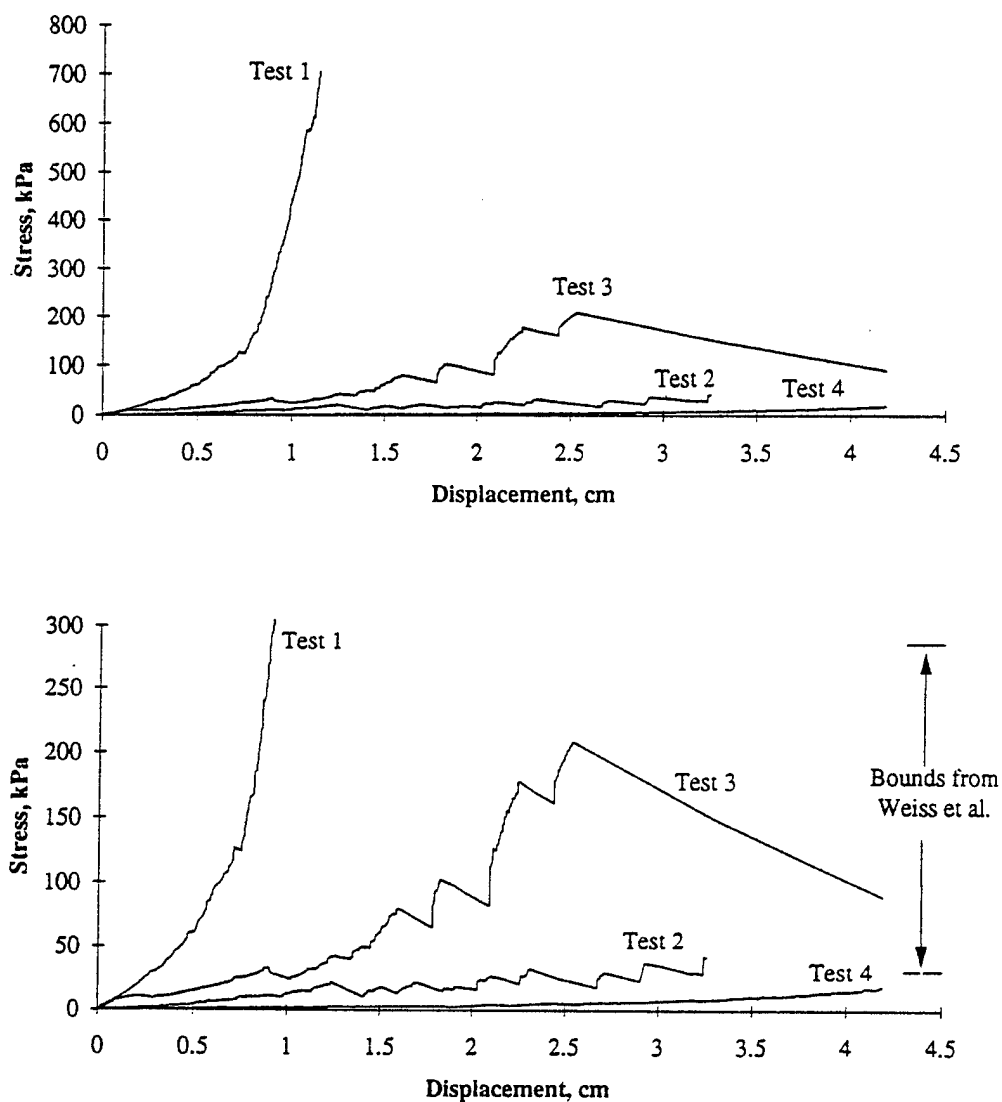 800
700
600
500
400
300
200
100
0
Stress, kPa
Test 1
Test 3
Test 2
Test 4
0 0.5 1 1.5 2 2.5 3 3.5 4 4.5
Displacement, cm
300
250
200
150
100
50
0
Stress, kPa
Test 1
Test 3
Bounds from
Weiss et al.
Test 2
Test 4
0 0.5 1 1.5 2 2.5 3 3.5 4 4.5
Displacement, cm